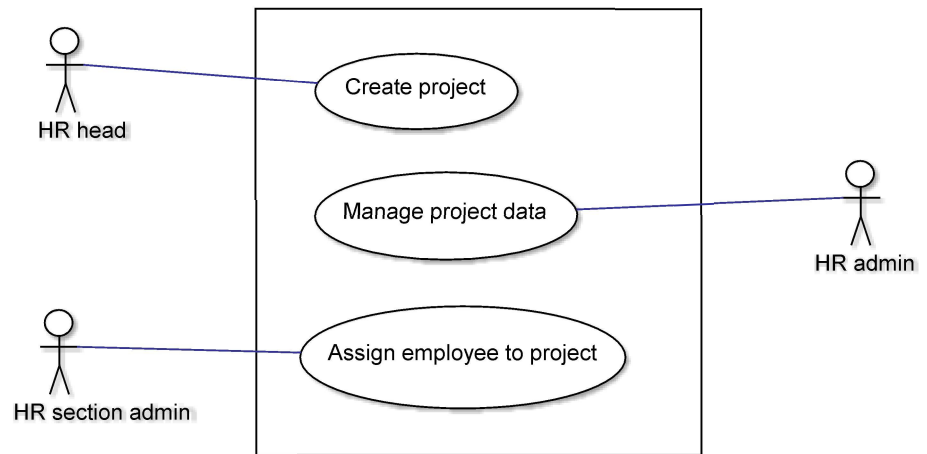 Create project
HR head
Manage project data
HR admin
Assign employee to project
HR section admin